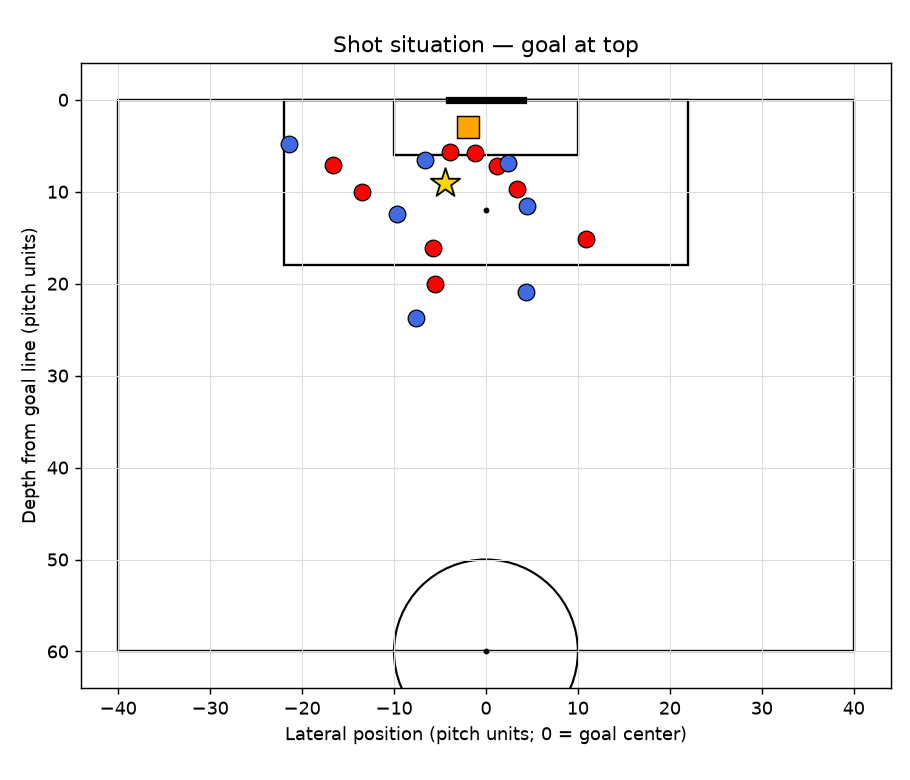 Shot situation — goal at top
0
10
20
30
40
50
60
Depth from goal line (pitch units)
−40 −30 −20 −10 0 10 20 30 40
Lateral position (pitch units; 0 = goal center)